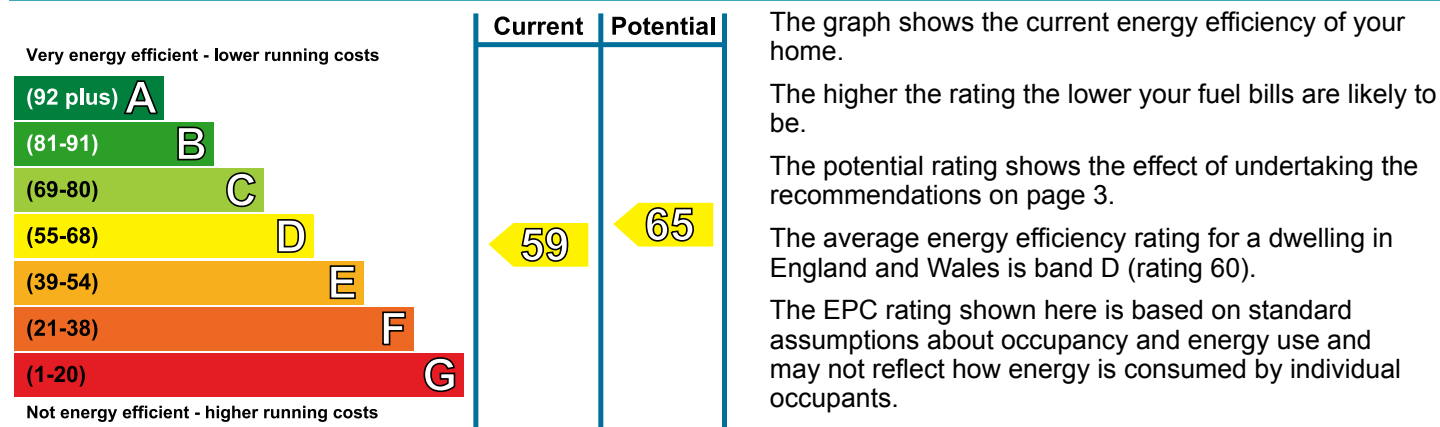 Current Potential
Very energy efficient - lower running costs
(92 plus) A
(81-91) B
(69-80) C
(55-68) D
(39-54) E
(21-38) F
(1-20) G
Not energy efficient - higher running costs
59
65
The graph shows the current energy efficiency of your
home.
The higher the rating the lower your fuel bills are likely to
be.
The potential rating shows the effect of undertaking the
recommendations on page 3.
The average energy efficiency rating for a dwelling in
England and Wales is band D (rating 60).
The EPC rating shown here is based on standard
assumptions about occupancy and energy use and
may not reflect how energy is consumed by individual
occupants.